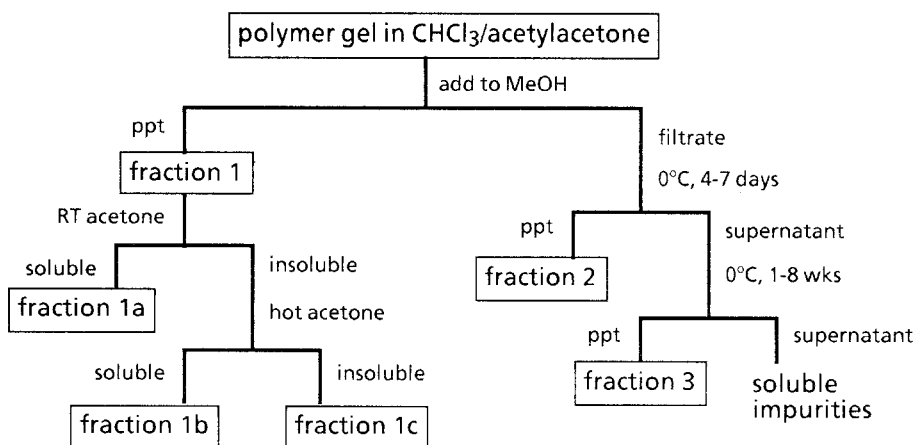 polymer gel in CHCl₃/acetylacetone
add to MeOH
ppt
fraction 1
RT acetone
soluble
fraction 1a
insoluble
hot acetone
soluble
fraction 1b
insoluble
fraction 1c
filtrate
0°C, 4-7 days
ppt
fraction 2
supernatant
0°C, 1-8 wks
ppt
fraction 3
supernatant
soluble
impurities